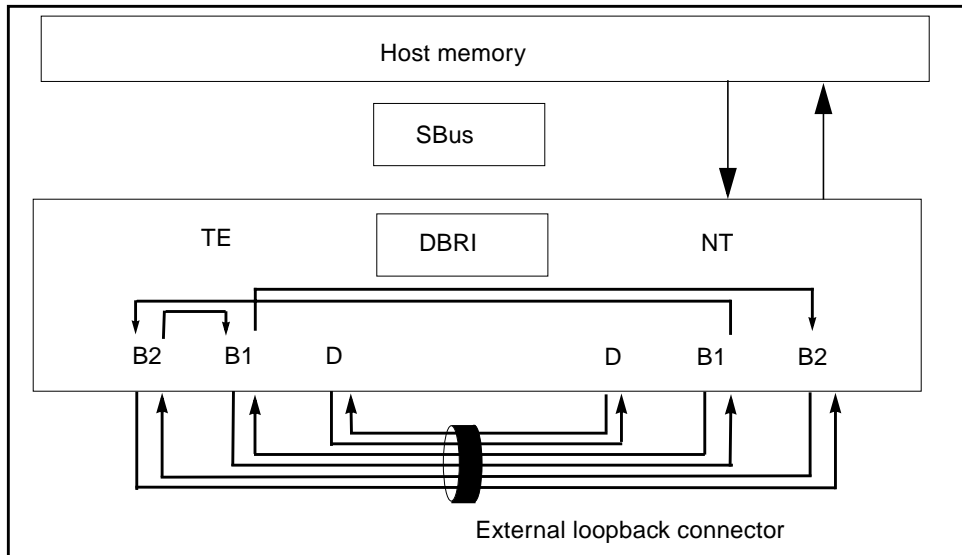 Host memory
SBus
TE
DBRI
NT
B2 B1 D D B1 B2
External loopback connector